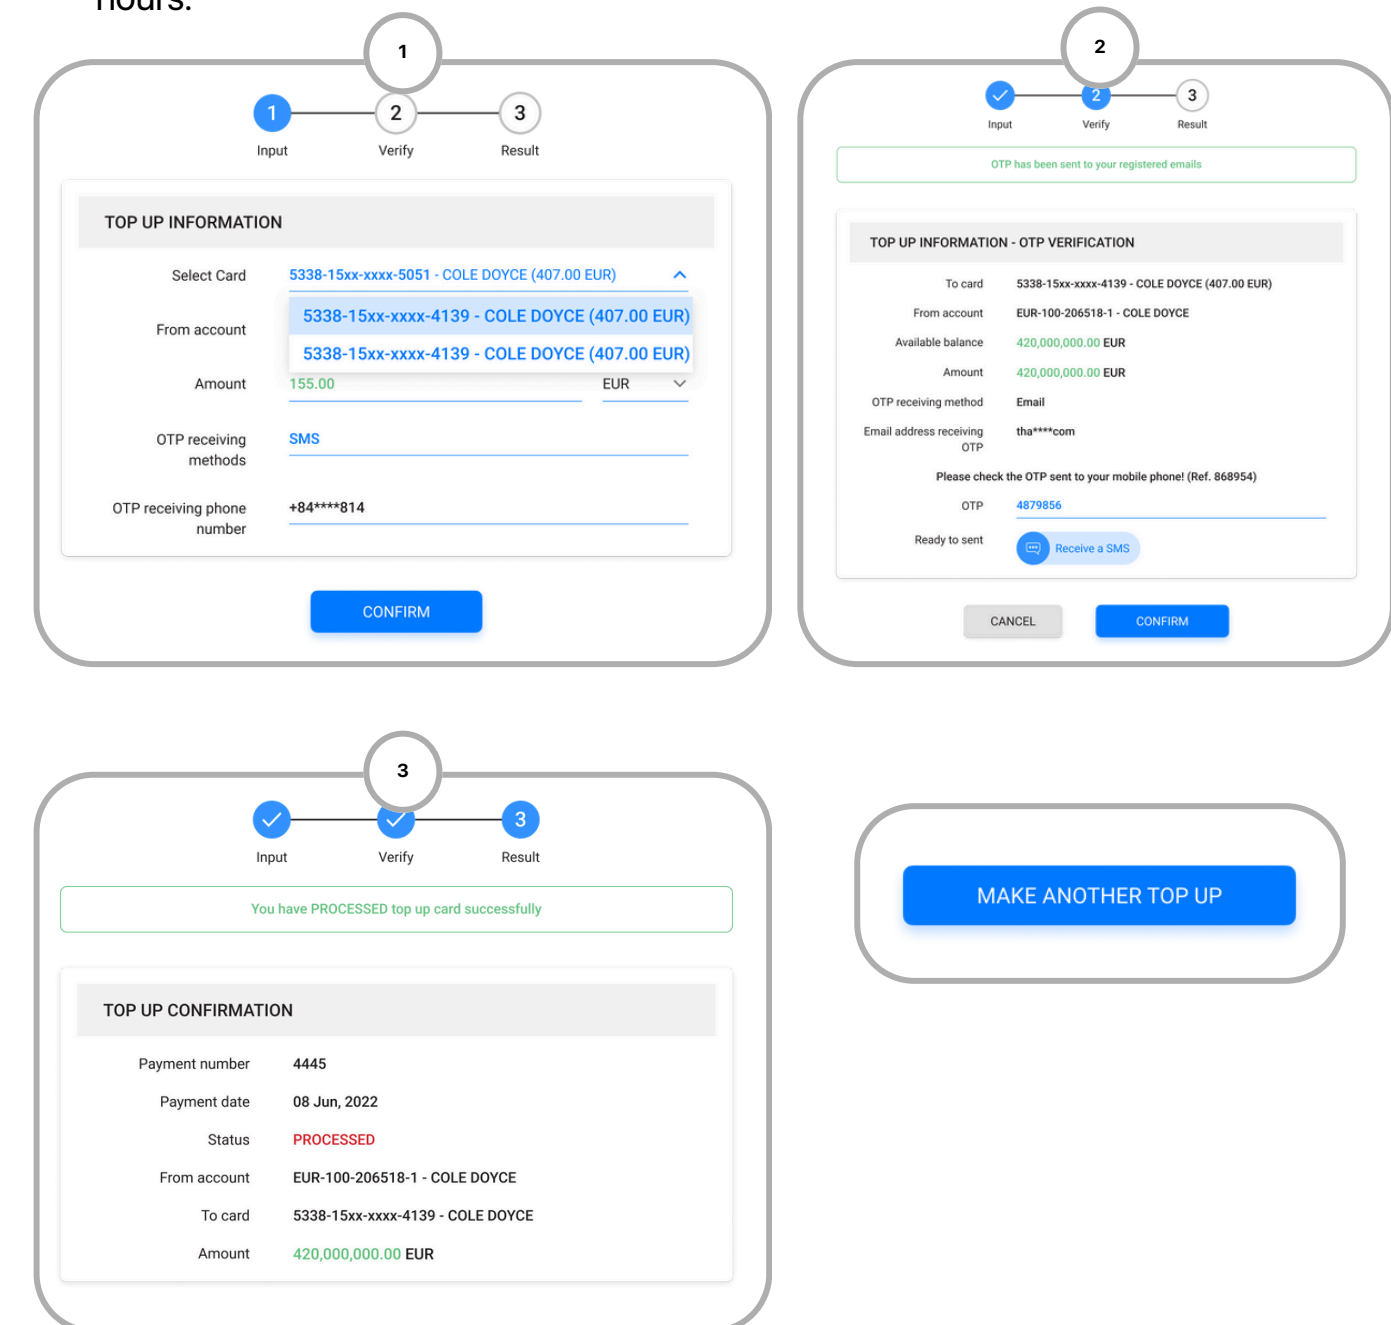 hours.
1
1 2 3
Input Verify Result
TOP UP INFORMATION
Select Card 5338-15xx-xxxx-5051 - COLE DOYCE (407.00 EUR)
5338-15xx-xxxx-4139 - COLE DOYCE (407.00 EUR)
From account
5338-15xx-xxxx-4139 - COLE DOYCE (407.00 EUR)
Amount 155.00 EUR
OTP receiving methods SMS
OTP receiving phone number +84****814
CONFIRM
2
2 3
Input Verify Result
OTP has been sent to your registered emails
TOP UP INFORMATION - OTP VERIFICATION
To card 5338-15xx-xxxx-4139 - COLE DOYCE (407.00 EUR)
From account EUR-100-206518-1 - COLE DOYCE
Available balance 420,000,000.00 EUR
Amount 420,000,000.00 EUR
OTP receiving method Email
Email address receiving OTP tha****com
Please check the OTP sent to your mobile phone! (Ref. 868954)
OTP 4879856
Ready to sent Receive a SMS
CANCEL CONFIRM
3
3
Input Verify Result
You have PROCESSED top up card successfully
TOP UP CONFIRMATION
Payment number 4445
Payment date 08 Jun, 2022
Status PROCESSED
From account EUR-100-206518-1 - COLE DOYCE
To card 5338-15xx-xxxx-4139 - COLE DOYCE
Amount 420,000,000.00 EUR
MAKE ANOTHER TOP UP